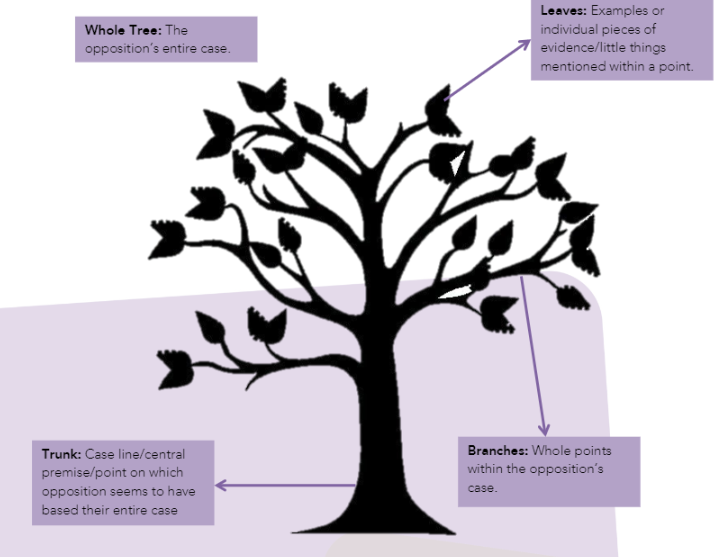 Whole Tree: The
opposition's entire case.
Leaves: Examples or
individual pieces of
evidence/little things
mentioned within a point.
Trunk: Case line/central
premise/point on which
opposition seems to have
based their entire case
Branches: Whole points
within the opposition's
case.